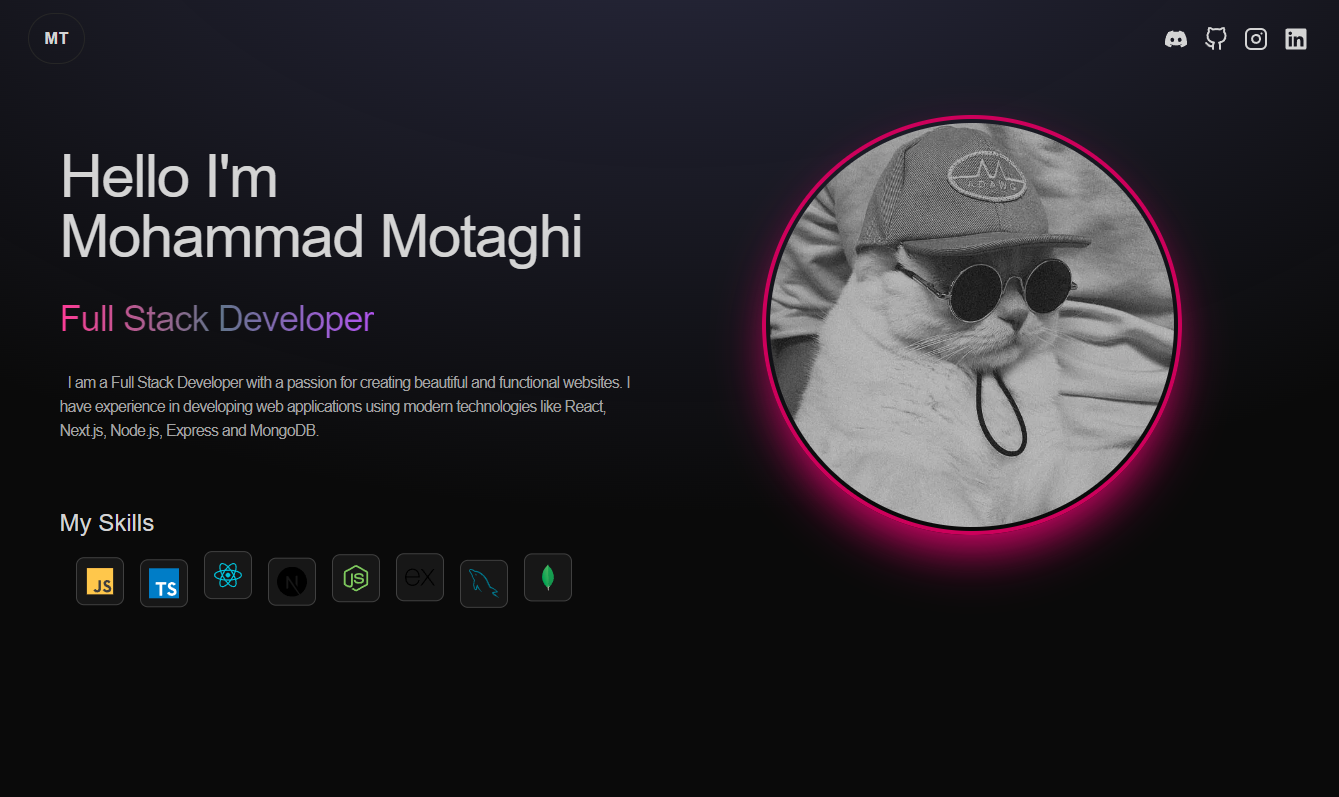 MT
Hello I'm
Mohammad Motaghi
Full Stack Developer
I am a Full Stack Developer with a passion for creating beautiful and functional websites. I
have experience in developing web applications using modern technologies like React,
Next.js, Node.js, Express and MongoDB.
My Skills
JS TS N JS ex